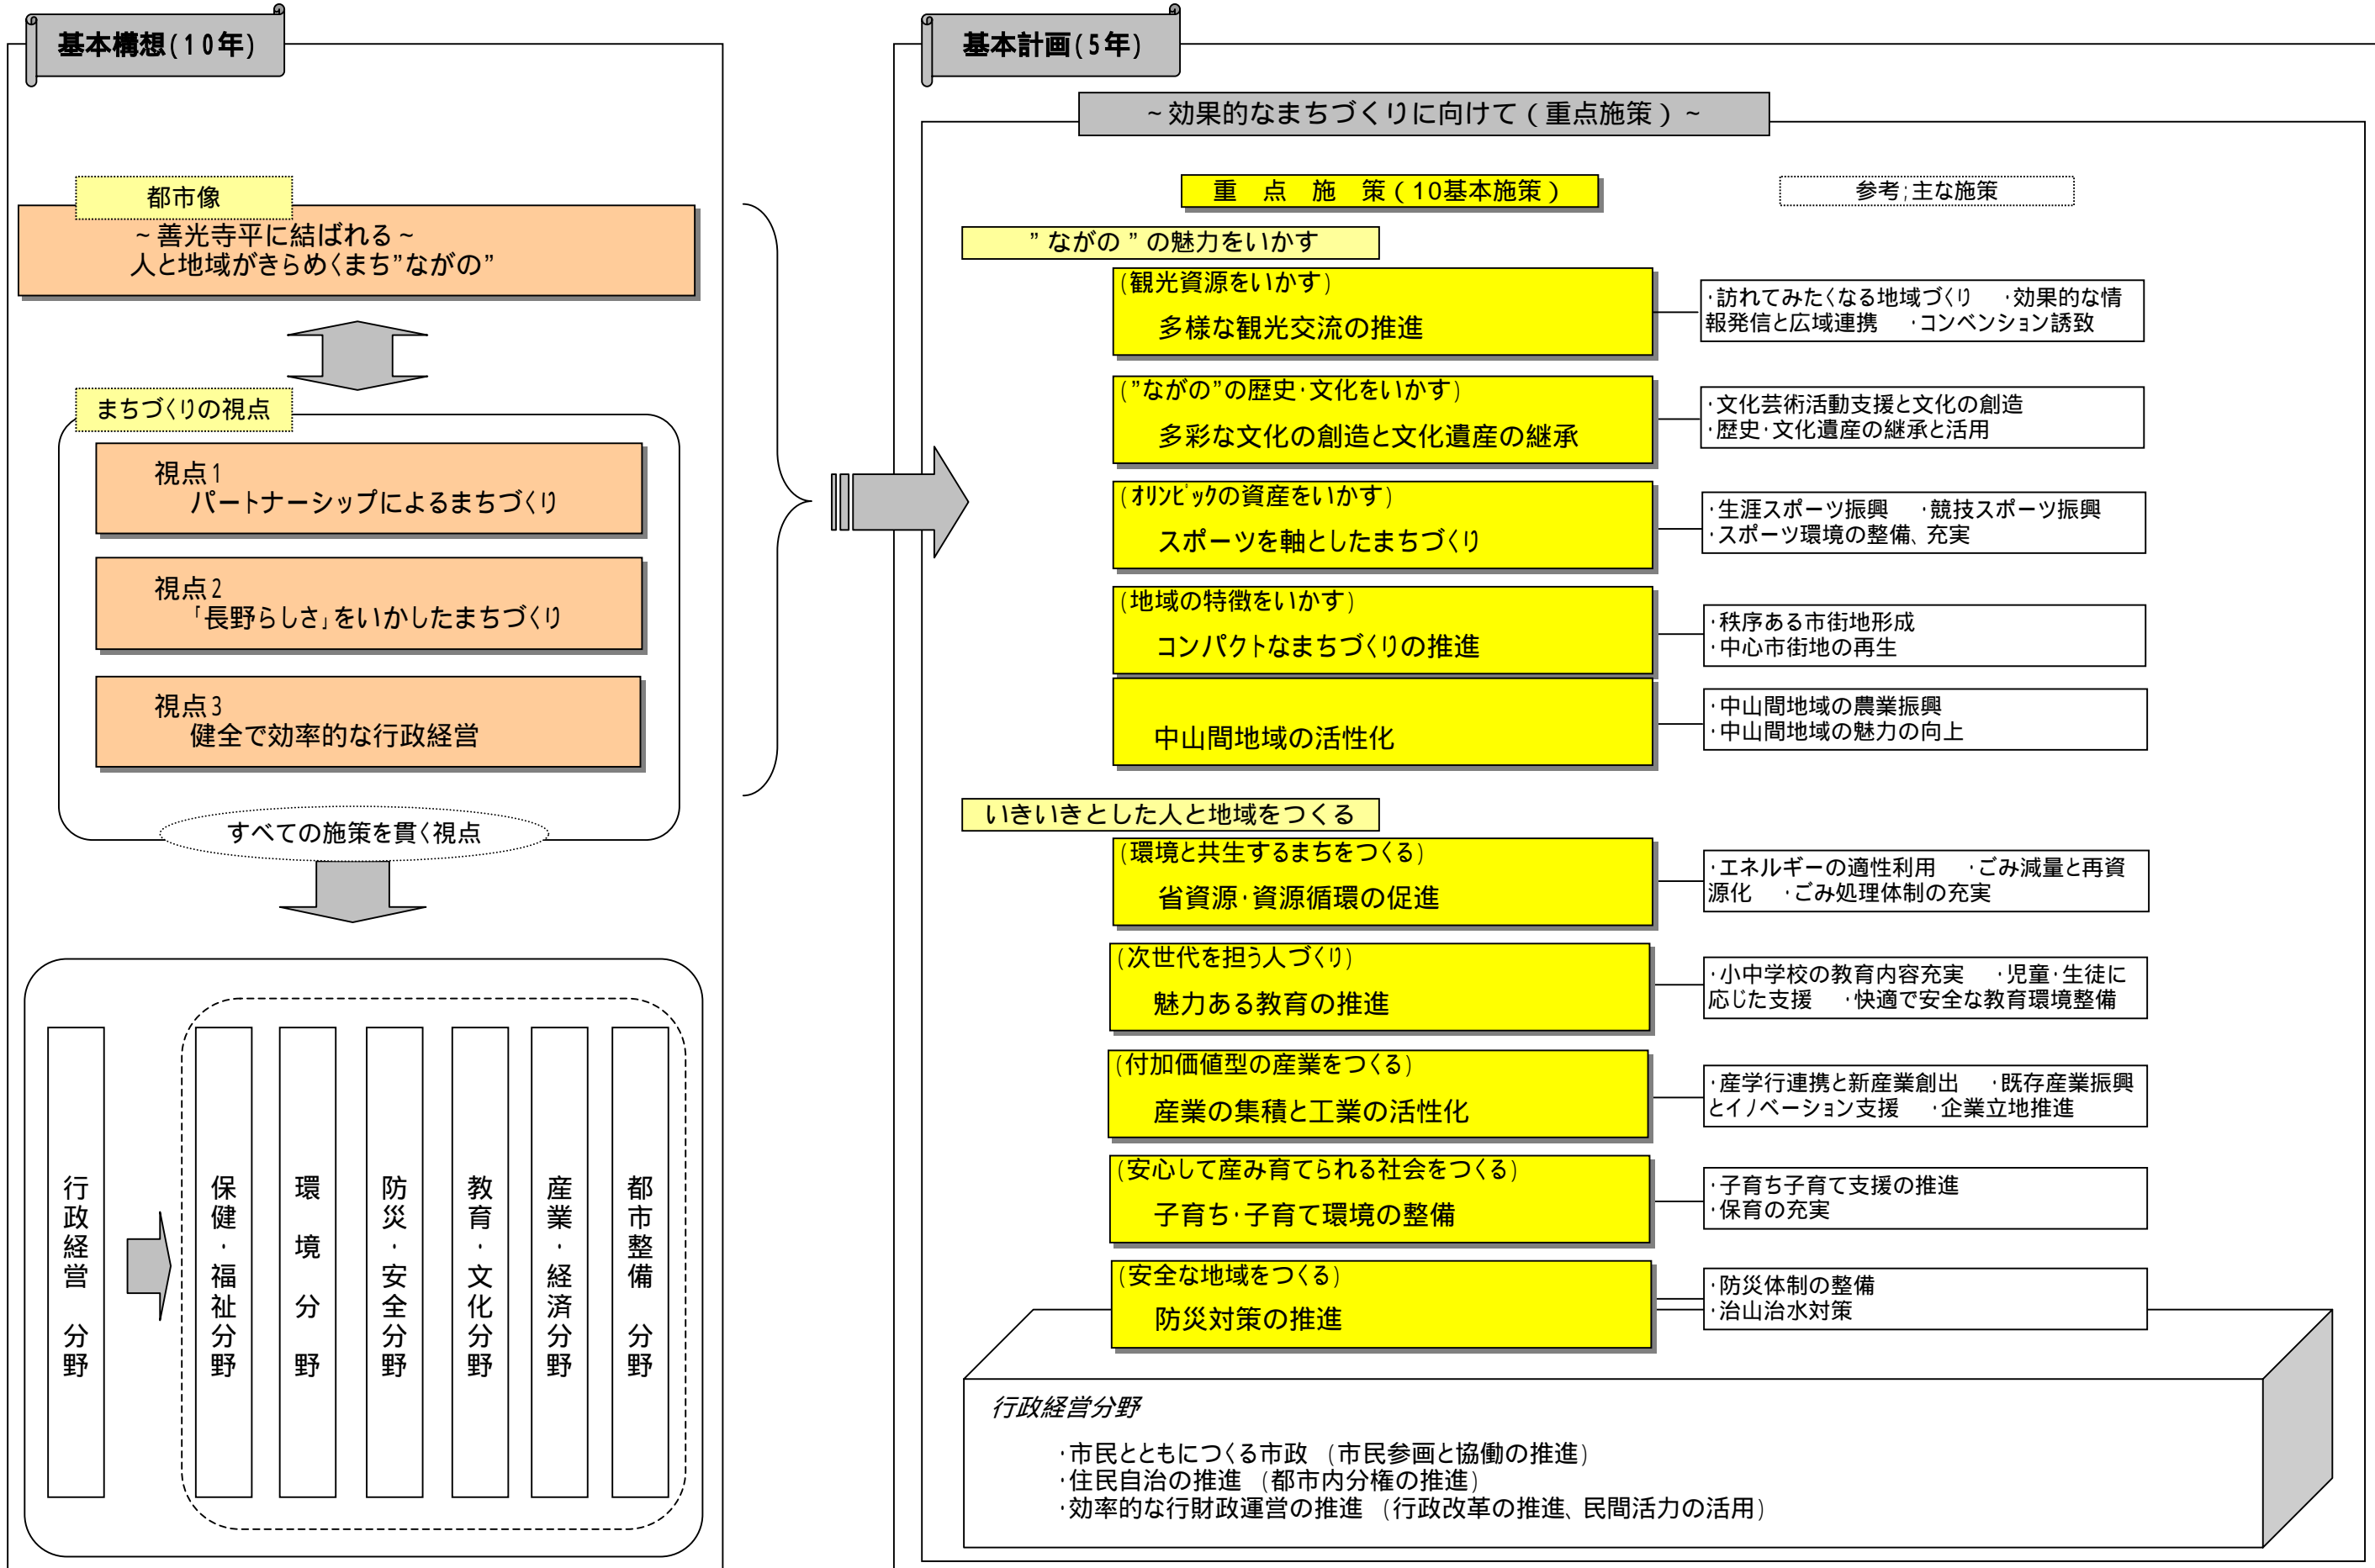 基本構想(10年)
都市像
~善光寺平に結ばれる~
人と地域がきらめくまち”ながの”
まちづくりの視点
視点1
パートナーシップによるまちづくり
視点2
「長野らしさ」をいかしたまちづくり
視点3
健全で効率的な行政経営
すべての施策を貫く視点
行政経営 分野
保健・福祉分野
環境分野
防災・安全分野
教育・文化分野
産業・経済分野
都市整備 分野
基本計画(5年)
~効果的なまちづくりに向けて(重点施策)~
重 点 施 策(10基本施策)
参考;主な施策
”ながの”の魅力をいかす
(観光資源をいかす)
多様な観光交流の推進
・訪れてみたくなる地域づくり ・効果的な情
報発信と広域連携 ・コンベンション誘致
(”ながの”の歴史・文化をいかす)
多彩な文化の創造と文化遺産の継承
・文化芸術活動支援と文化の創造
・歴史・文化遺産の継承と活用
(オリンピックの資産をいかす)
スポーツを軸としたまちづくり
・生涯スポーツ振興 ・競技スポーツ振興
・スポーツ環境の整備、充実
(地域の特徴をいかす)
コンパクトなまちづくりの推進
・秩序ある市街地形成
・中心市街地の再生
中山間地域の活性化
・中山間地域の農業振興
・中山間地域の魅力の向上
いきいきとした人と地域をつくる
(環境と共生するまちをつくる)
省資源・資源循環の促進
・エネルギーの適性利用 ・ごみ減量と再資
源化 ・ごみ処理体制の充実
(次世代を担う人づくり)
魅力ある教育の推進
・小中学校の教育内容充実 ・児童・生徒に
応じた支援 ・快適で安全な教育環境整備
(付加価値型の産業をつくる)
産業の集積と工業の活性化
・産学行連携と新産業創出 ・既存産業振興
とイノベーション支援 ・企業立地推進
(安心して産み育てられる社会をつくる)
子育ち・子育て環境の整備
・子育ち子育て支援の推進
・保育の充実
(安全な地域をつくる)
防災対策の推進
・防災体制の整備
・治山治水対策
行政経営分野
・市民とともにつくる市政 (市民参画と協働の推進)
・住民自治の推進 (都市内分権の推進)
・効率的な行財政運営の推進 (行政改革の推進、民間活力の活用)